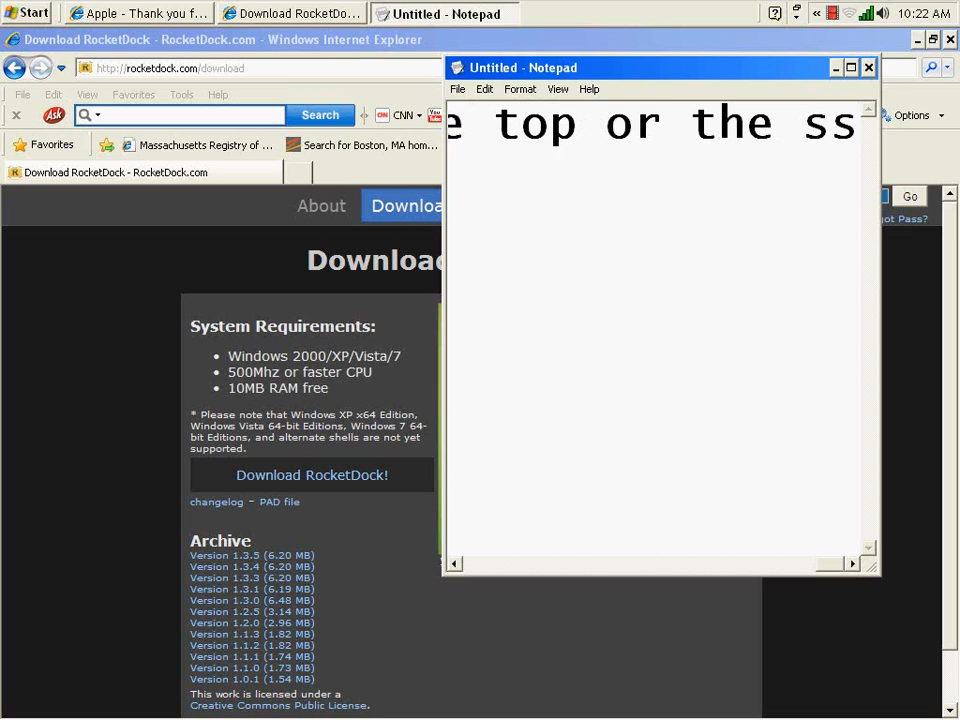 Start
Apple - Thank you f...
Download RocketDo...
Untitled - Notepad
?
«
10:22 AM
Download RocketDock - RocketDock.com - Windows Internet Explorer
http://rocketdock.com/download
File Edit View Favorites Tools Help
Ask
Search
CNN
You
Options
Favorites
Massachusetts Registry of ...
Search for Boston, MA hom...
Download RocketDock - RocketDock.com
Go
got Pass?
About
Downloa
Download
System Requirements:
• Windows 2000/XP/Vista/7
• 500Mhz or faster CPU
• 10MB RAM free
* Please note that Windows XP x64 Edition,
Windows Vista 64-bit Editions, Windows 7 64-
bit Editions, and alternate shells are not yet
supported.
Download RocketDock!
changelog - PAD file
Archive
Version 1.3.5 (6.20 MB)
Version 1.3.4 (6.20 MB)
Version 1.3.3 (6.20 MB)
Version 1.3.1 (6.19 MB)
Version 1.3.0 (6.48 MB)
Version 1.2.5 (3.14 MB)
Version 1.2.0 (2.96 MB)
Version 1.1.3 (1.82 MB)
Version 1.1.2 (1.82 MB)
Version 1.1.1 (1.74 MB)
Version 1.1.0 (1.73 MB)
Version 1.0.1 (1.54 MB)
This work is licensed under a
Creative Commons Public License.
Untitled - Notepad
File Edit Format View Help
e top or the ss